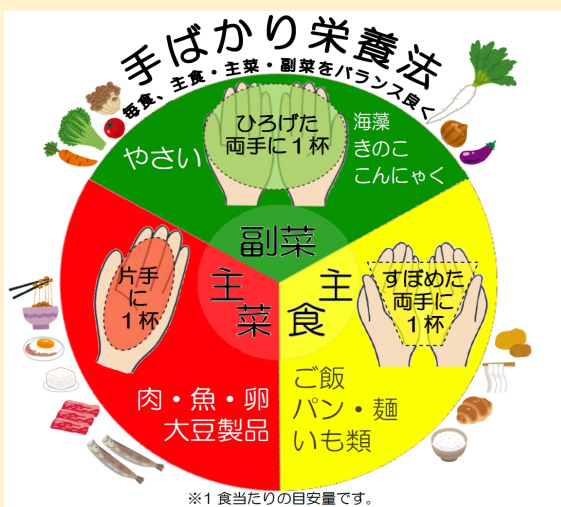 手ばかり栄養法
毎食、主食・主菜・副菜をバランス良く
ひろげた
両手に1杯
やさい
海藻
きのこ
こんにゃく
副菜
片手
に
1杯
主菜
肉・魚・卵
大豆製品
すぼめた
両手に
1杯
主食
ご飯
パン・麺
いも類
※1食当たりの目安量です。